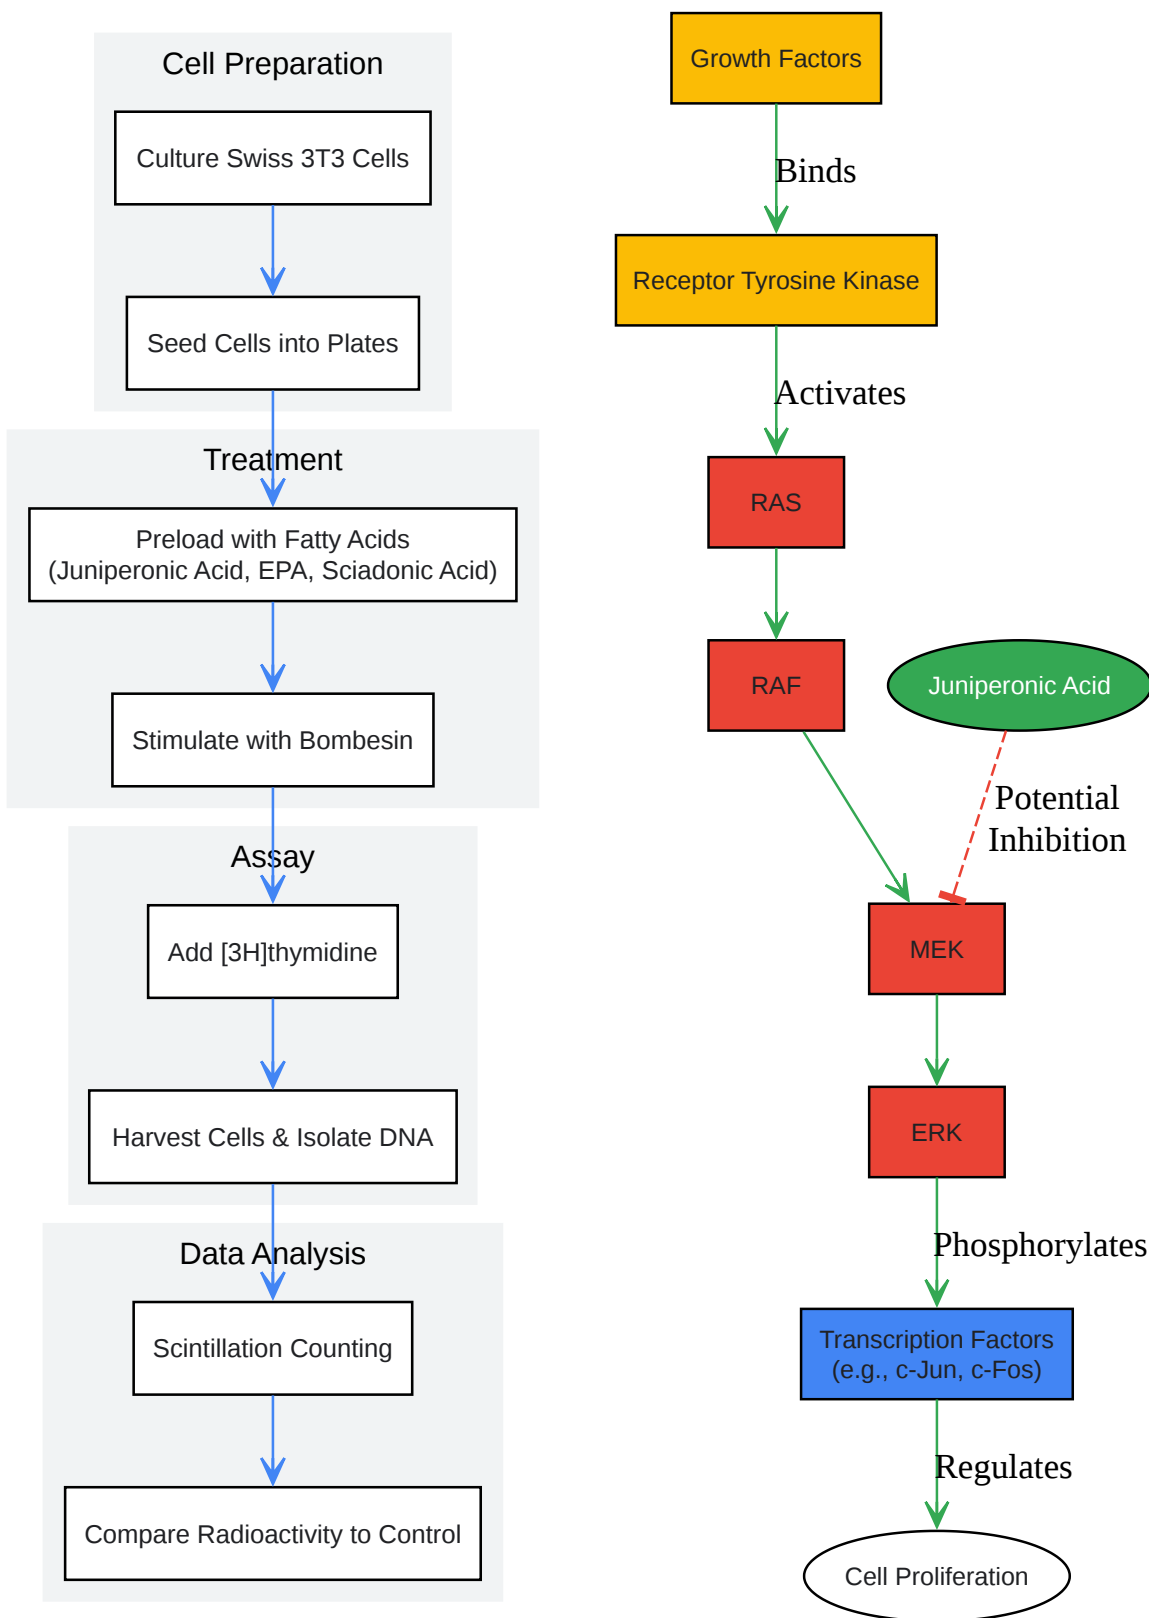 Cell Preparation
Culture Swiss 3T3 Cells
Seed Cells into Plates
Treatment
Preload with Fatty Acids
(Juniperonic Acid, EPA, Sciadonic Acid)
Stimulate with Bombesin
Assay
Add [3H]thymidine
Harvest Cells & Isolate DNA
Data Analysis
Scintillation Counting
Compare Radioactivity to Control
Growth Factors
Binds
Receptor Tyrosine Kinase
Activates
RAS
RAF
Juniperonic Acid
Potential
Inhibition
MEK
ERK
Phosphorylates
Transcription Factors
(e.g., c-Jun, c-Fos)
Regulates
Cell Proliferation